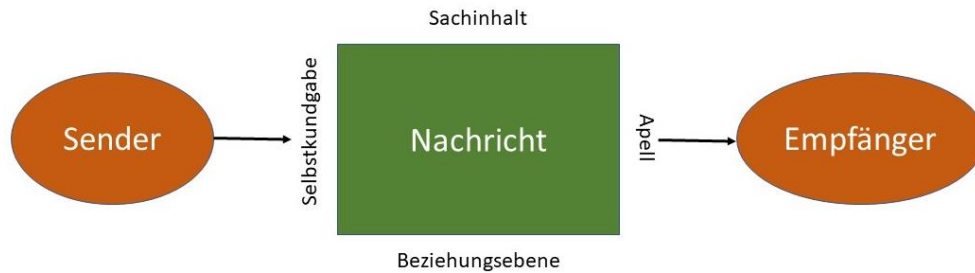 Sachinhalt
Sender
Selbstkundgabe
Nachricht
Apell
Empfänger
Beziehungsebene